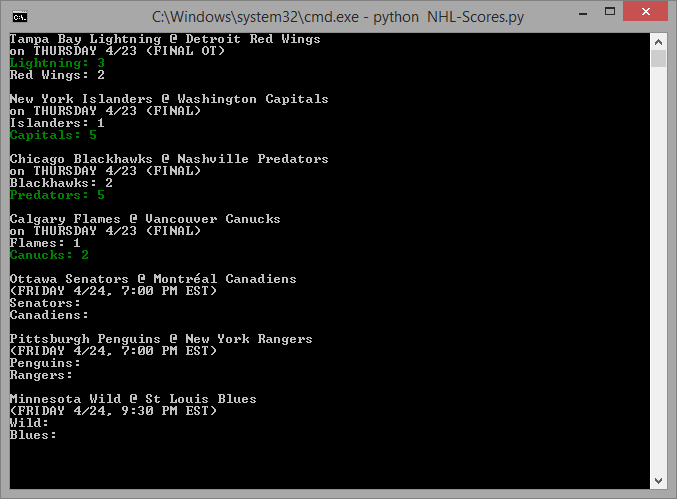 C:\Windows\system32\cmd.exe - python  NHL-Scores.py
Tampa Bay Lightning @ Detroit Red Wings
on THURSDAY 4/23 (FINAL OT)
Lightning: 3
Red Wings: 2
New York Islanders @ Washington Capitals
on THURSDAY 4/23 (FINAL)
Islanders: 1
Capitals: 5
Chicago Blackhawks @ Nashville Predators
on THURSDAY 4/23 (FINAL)
Blackhawks: 2
Predators: 5
Calgary Flames @ Vancouver Canucks
on THURSDAY 4/23 (FINAL)
Flames: 1
Canucks: 2
Ottawa Senators @ Montréal Canadiens
(FRIDAY 4/24, 7:00 PM EST)
Senators:
Canadiens:
Pittsburgh Penguins @ New York Rangers
(FRIDAY 4/24, 7:00 PM EST)
Penguins:
Rangers:
Minnesota Wild @ St Louis Blues
(FRIDAY 4/24, 9:30 PM EST)
Wild:
Blues: